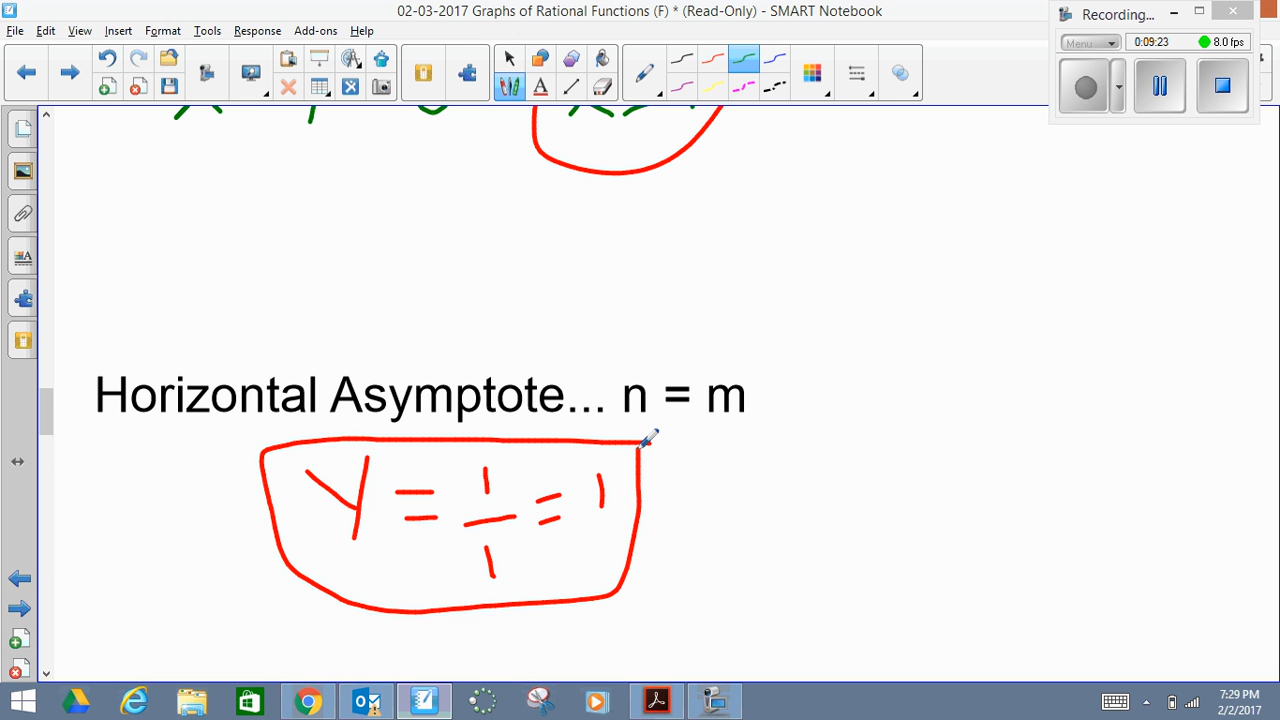 02-03-2017 Graphs of Rational Functions (F) * (Read-Only) - SMART Notebook
File Edit View Insert Format Tools Response Add-ons Help
Recording...
Menu 0:09:23 8.0 fps
Horizontal Asymptote... n = m
Y = 1/1 = 1
7:29 PM
2/2/2017